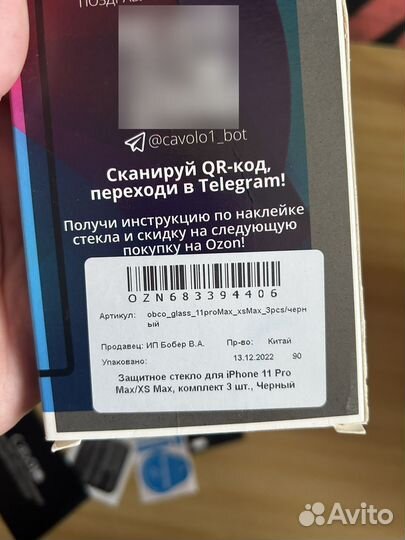 @cavolo1_bot
Сканируй QR-код,
переходи в Telegram!
Получи инструкцию по наклейке
стекла и скидку на следующую
покупку на Ozon!
OZN683394406
Артикул: obco_glass_11proMax_xsMax_3pcs/черн
ый
Продавец: ИП Бобер В.А. Пр-во: Китай
Упаковано: 13.12.2022 90
Защитное стекло для iPhone 11 Pro
Max/XS Max, комплект 3 шт., Черный
Avito